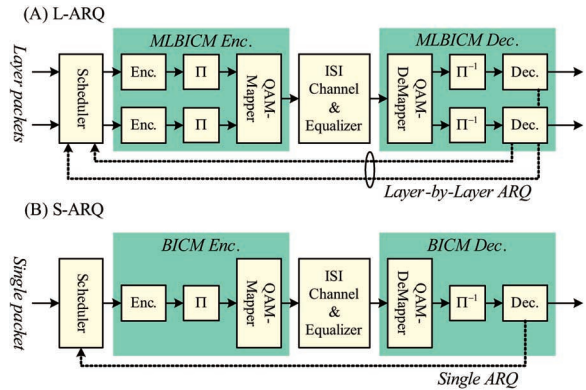 (A) L-ARQ
MLBICM Enc.
MLBICM Dec.
Layer packets
Scheduler
Enc.
Π
QAM-
Mapper
ISI
Channel
&
Equalizer
QAM-
DeMapper
Π⁻¹
Dec.
Enc.
Π
Π⁻¹
Dec.
Layer-by-Layer ARQ
(B) S-ARQ
BICM Enc.
BICM Dec.
Single packet
Scheduler
Enc.
Π
QAM-
Mapper
ISI
Channel
&
Equalizer
QAM-
DeMapper
Π⁻¹
Dec.
Single ARQ